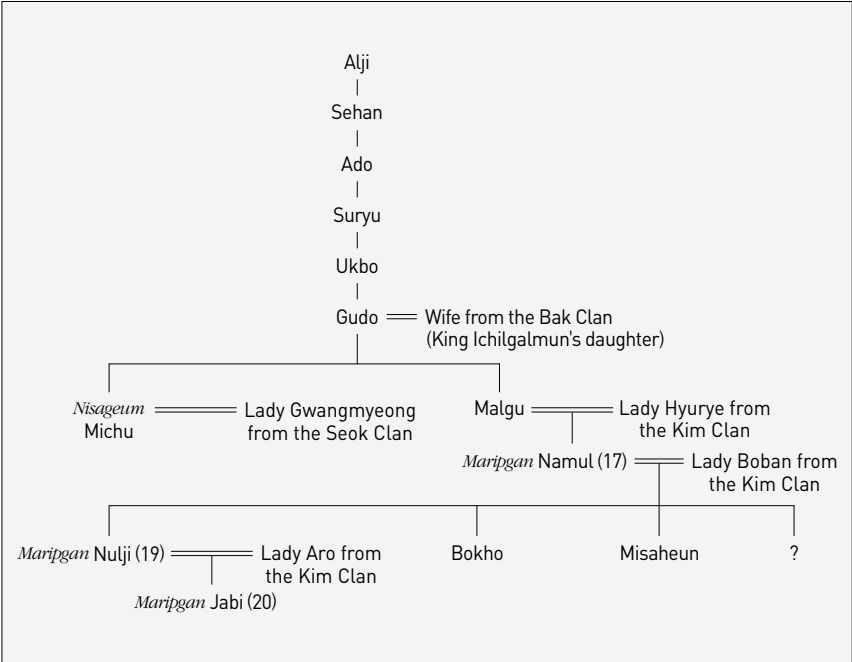 Alji
Sehan
Ado
Suryu
Ukbo
Gudo
Wife from the Bak Clan
(King Ichilgalmun's daughter)
Nisageum
Michu
Lady Gwangmyeong
from the Seok Clan
Malgu
Lady Hyurye from
the Kim Clan
Maripgan Namul (17)
Lady Boban from
the Kim Clan
Maripgan Nulji (19)
Lady Aro from
the Kim Clan
Bokho
Misaheun
?
Maripgan Jabi (20)